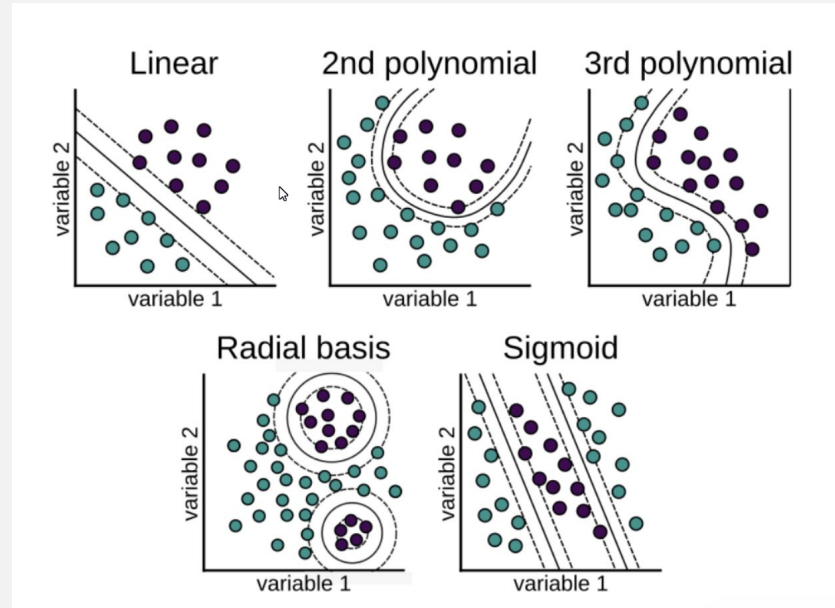 Linear
2nd polynomial
3rd polynomial
variable 2
variable 2
variable 2
variable 1
variable 1
variable 1
Radial basis
Sigmoid
variable 2
variable 2
variable 1
variable 1